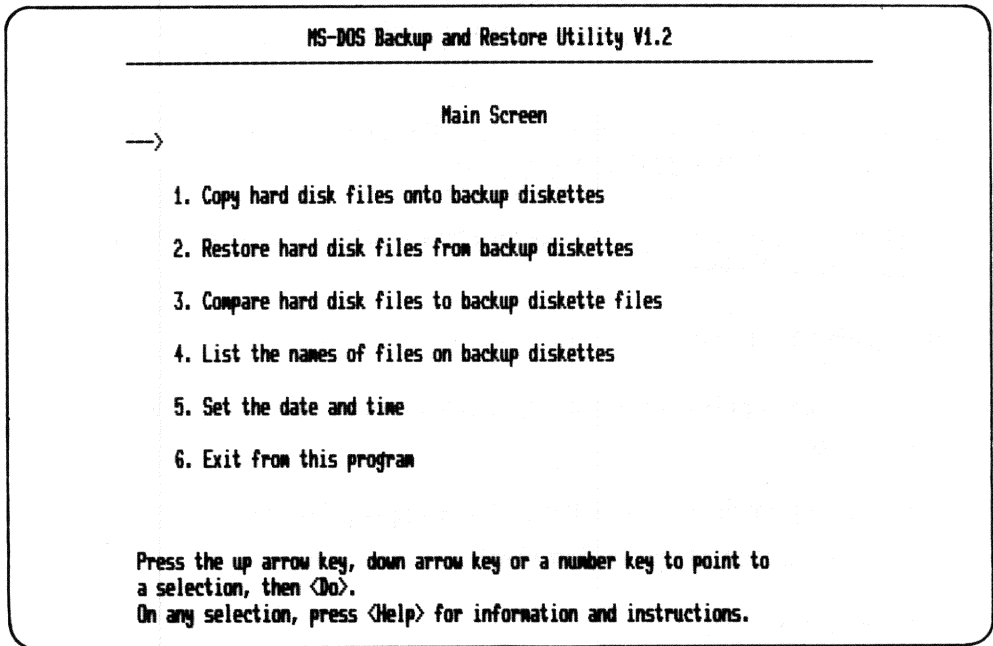 MS-DOS Backup and Restore Utility V1.2
Main Screen
-->
1. Copy hard disk files onto backup diskettes
2. Restore hard disk files from backup diskettes
3. Compare hard disk files to backup diskette files
4. List the names of files on backup diskettes
5. Set the date and time
6. Exit from this program
Press the up arrow key, down arrow key or a number key to point to
a selection, then <Do>.
On any selection, press <Help> for information and instructions.